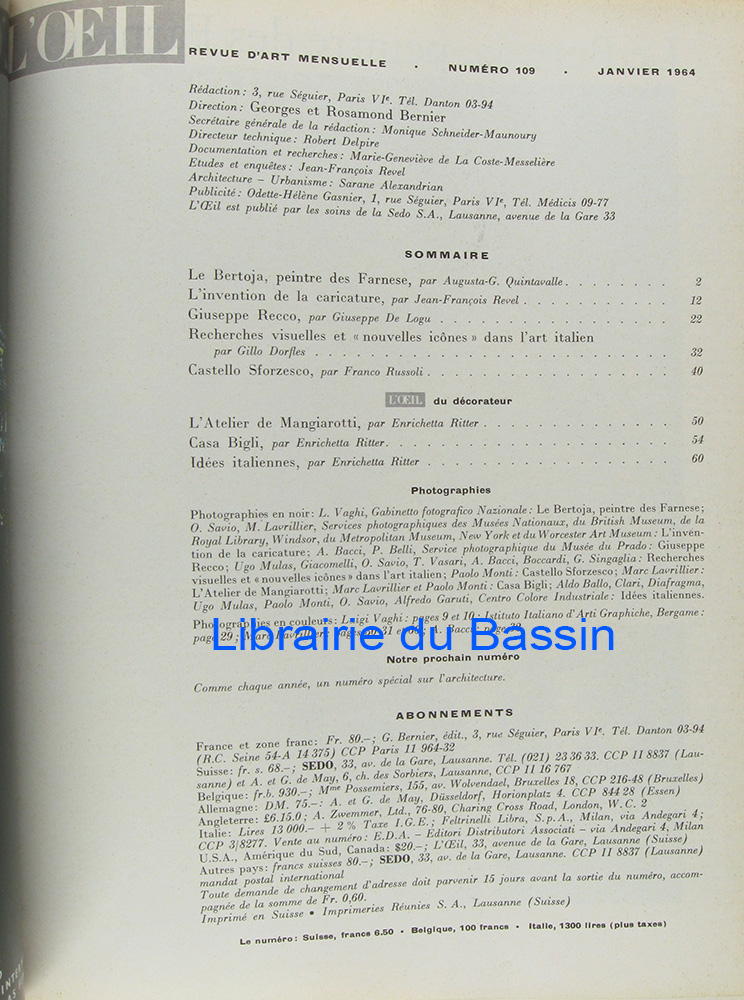 L'ŒIL
REVUE D'ART MENSUELLE • NUMÉRO 109 • JANVIER 1964
Rédaction: 3, rue Séguier, Paris VIe. Tél. Danton 03-94
Direction: Georges et Rosamond Bernier
Secrétaire générale de la rédaction: Monique Schneider-Maunoury
Directeur technique: Robert Delpire
Documentation et recherches: Marie-Geneviève de La Coste-Messelière
Etudes et enquêtes: Jean-François Revel
Architecture – Urbanisme: Sarane Alexandrian
Publicité: Odette-Hélène Gasnier, 1, rue Séguier, Paris VIe, Tél. Médicis 09-77
L'Œil est publié par les soins de la Sedo S.A., Lausanne, avenue de la Gare 33
SOMMAIRE
Le Bertoja, peintre des Farnese, par Augusta-G. Quintavalle . . . . . . . . 2
L'invention de la caricature, par Jean-François Revel . . . . . . . . . . . 12
Giuseppe Recco, par Giuseppe De Logu . . . . . . . . . . . . . . . . . 22
Recherches visuelles et « nouvelles icônes » dans l'art italien
par Gillo Dorfles . . . . . . . . . . . . . . . . . . . . . . . . . . 32
Castello Sforzesco, par Franco Russoli . . . . . . . . . . . . . . . . . . 40
L'ŒIL du décorateur
L'Atelier de Mangiarotti, par Enrichetta Ritter . . . . . . . . . . . . . . 50
Casa Bigli, par Enrichetta Ritter . . . . . . . . . . . . . . . . . . . . 54
Idées italiennes, par Enrichetta Ritter . . . . . . . . . . . . . . . . . . 60
Photographies
Photographies en noir: L. Vaghi, Gabinetto fotografico Nazionale: Le Bertoja, peintre des Farnese;
O. Savio, M. Lavrillier, Services photographiques des Musées Nationaux, du British Museum, de la
Royal Library, Windsor, du Metropolitan Museum, New York et du Worcester Art Museum: L'inven-
tion de la caricature; A. Bacci, P. Belli, Service photographique du Musée du Prado: Giuseppe
Recco; Ugo Mulas, Giacomelli, O. Savio, T. Vasari, A. Bacci, Boccardi, G. Singaglia: Recherches
visuelles et « nouvelles icônes » dans l'art italien; Paolo Monti: Castello Sforzesco; Marc Lavrillier:
L'Atelier de Mangiarotti; Marc Lavrillier et Paolo Monti: Casa Bigli; Aldo Ballo, Clari, Diafragma,
Ugo Mulas, Paolo Monti, O. Savio, Alfredo Garuti, Centro Colore Industriale: Idées italiennes.
Photographies en couleurs: Luigi Vaghi: pages 9 et 10; Istituto Italiano d'Arti Graphiche, Bergame:
page 29; Marc Lavrillier: pages 31 et A. Bacci: page
Librairie du Bassin
Notre prochain numéro
Comme chaque année, un numéro spécial sur l'architecture.
ABONNEMENTS
France et zone franc: Fr. 80.–; G. Bernier, édit., 3, rue Séguier, Paris VIe. Tél. Danton 03-94
(R.C. Seine 54-A 14 375) CCP Paris 11 964-32
Suisse: fr. s. 68.–; SEDO, 33, av. de la Gare, Lausanne. Tél. (021) 23 36 33. CCP II 8837 (Lau-
sanne) et A. et G. de May, 6, ch. des Sorbiers, Lausanne, CCP II 16 767
Belgique: fr.b. 930.–; Mme Possemiers, 155, av. Wolvendael, Bruxelles 18, CCP 216-48 (Bruxelles)
Allemagne: DM. 75.–: A. et G. de May, Düsseldorf, Horionplatz 4. CCP 844 28 (Essen)
Angleterre: £6.15.0; A. Zwemmer, Ltd., 76-80, Charing Cross Road, London, W. C. 2
Italie: Lires 13 000.– + 2% Taxe I.G.E.; Feltrinelli Libra, S.p.A., Milan, via Andegari 4;
CCP 3/8277. Vente au numéro: E.D.A. - Editori Distributori Associati – via Andegari 4, Milan
U.S.A., Amérique du Sud, Canada: $20.–; L'Œil, 33, avenue de la Gare, Lausanne (Suisse)
Autres pays: francs suisses 80.–; SEDO, 33, av. de la Gare, Lausanne. CCP II 8837 (Lausanne)
mandat postal international
Toute demande de changement d'adresse doit parvenir 15 jours avant la sortie du numéro, accom-
pagnée de la somme de Fr. 0,60.
Imprimé en Suisse • Imprimeries Réunies S. A., Lausanne (Suisse)
Le numéro: Suisse, francs 6.50 • Belgique, 100 francs • Italie, 1300 lires (plus taxes)